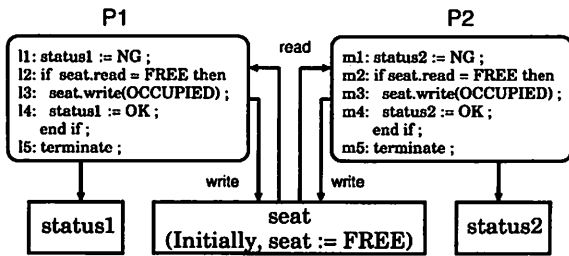 P1
l1: status1 := NG ;
l2: if seat.read = FREE then
l3: seat.write(OCCUPIED) ;
l4: status1 := OK ;
end if ;
l5: terminate ;
read
P2
m1: status2 := NG ;
m2: if seat.read = FREE then
m3: seat.write(OCCUPIED) ;
m4: status2 := OK ;
end if ;
m5: terminate ;
write
write
status1
seat
(Initially, seat := FREE)
status2